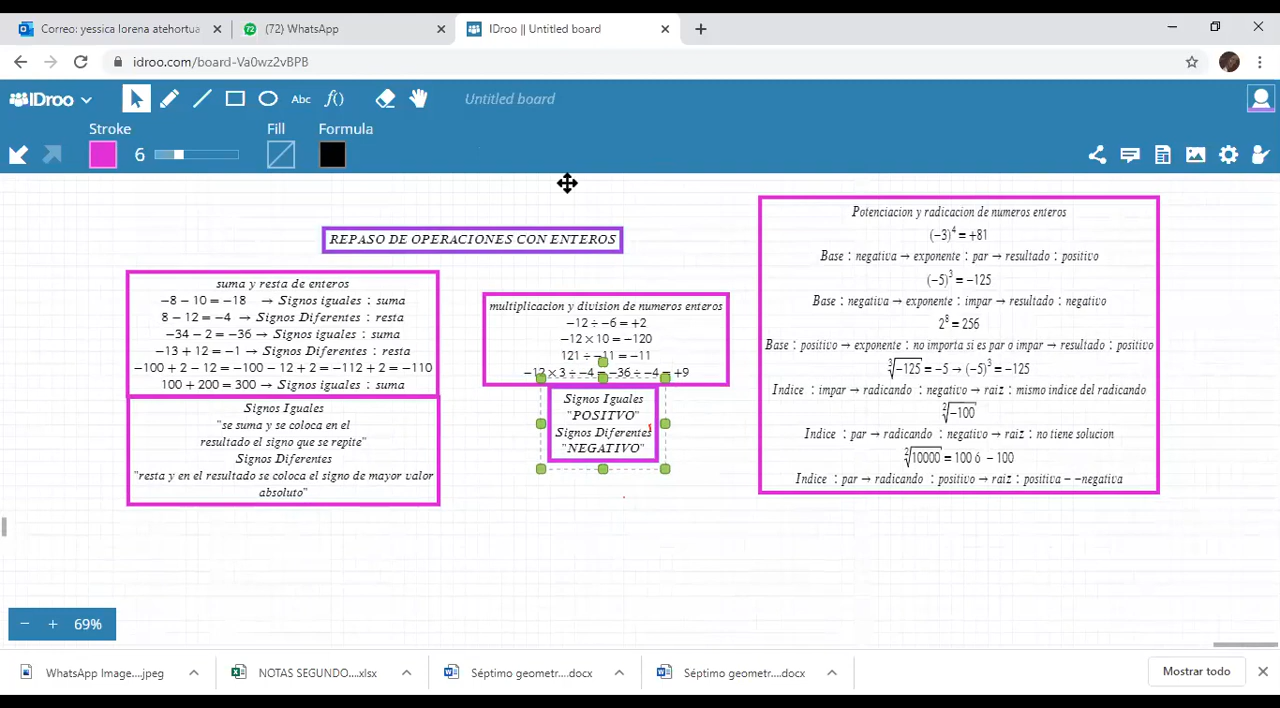 Correo: yessica lorena atehortua
(72) WhatsApp
IDroo || Untitled board
idroo.com/board-Va0wz2vBPB
IDroo
Abc
f()
Untitled board
Stroke
Fill
Formula
6
REPASO DE OPERACIONES CON ENTEROS
suma y resta de enteros
−8 − 10 = −18 → Signos iguales : suma
8 − 12 = −4 → Signos Diferentes : resta
−34 − 2 = −36 → Signos iguales : suma
−13 + 12 = −1 → Signos Diferentes : resta
−100 + 2 − 12 = −100 − 12 + 2 = −112 + 2 = −110
100 + 200 = 300 → Signos iguales : suma
Signos Iguales
"se suma y se coloca en el
resultado el signo que se repite"
Signos Diferentes
"resta y en el resultado se coloca el signo de mayor valor
absoluto"
multiplicacion y division de numeros enteros
−12 ÷ −6 = +2
−12 × 10 = −120
121 ÷ −11 = −11
−12 × 3 ÷ −4 = −36 ÷ −4 = +9
Signos Iguales
"POSITVO"
Signos Diferentes
"NEGATIVO"
Potenciacion y radicacion de numeros enteros
(−3)⁴ = +81
Base : negativa → exponente : par → resultado : positivo
(−5)³ = −125
Base : negativa → exponente : impar → resultado : negativo
2⁸ = 256
Base : positivo → exponente : no importa si es par o impar → resultado : positivo
∛−125 = −5 → (−5)³ = −125
Indice : impar → radicando : negativo → raiz : mismo indice del radicando
²√−100
Indice : par → radicando : negativo → raiz : no tiene solucion
²√10000 = 100 ó − 100
Indice : par → radicando : positivo → raiz : positiva − −negativa
69%
WhatsApp Image....jpeg
NOTAS SEGUNDO....xlsx
Séptimo geometr....docx
Séptimo geometr....docx
Mostrar todo